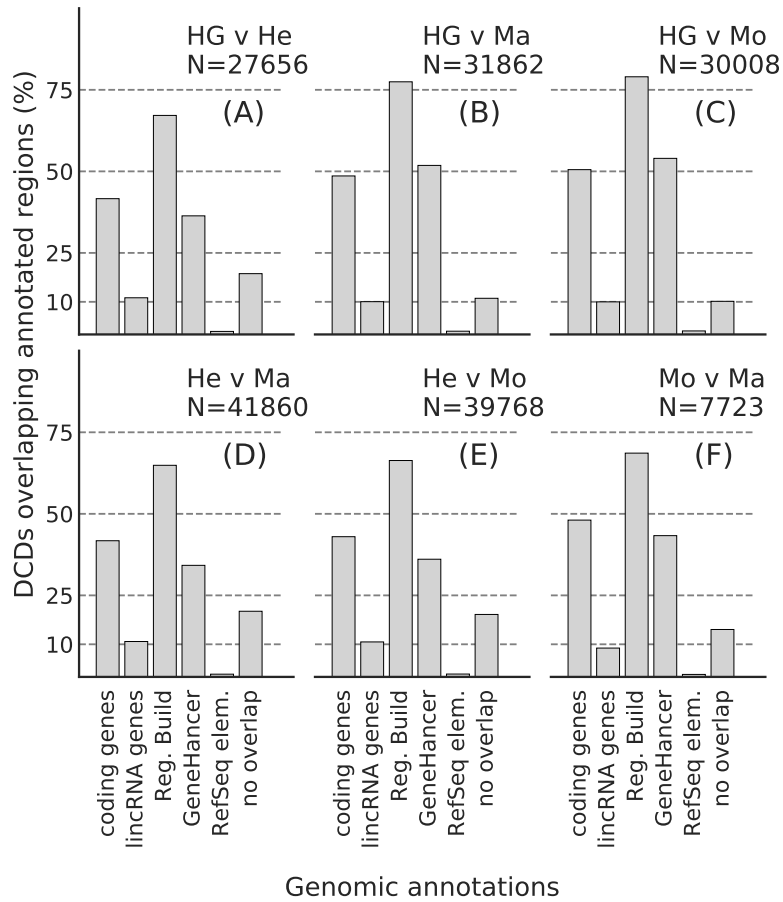 DCDs overlapping annotated regions (%)
HG v He
N=27656
(A)
HG v Ma
N=31862
(B)
HG v Mo
N=30008
(C)
75
50
25
10
He v Ma
N=41860
(D)
He v Mo
N=39768
(E)
Mo v Ma
N=7723
(F)
75
50
25
10
coding genes
lincRNA genes
Reg. Build
GeneHancer
RefSeq elem.
no overlap
coding genes
lincRNA genes
Reg. Build
GeneHancer
RefSeq elem.
no overlap
coding genes
lincRNA genes
Reg. Build
GeneHancer
RefSeq elem.
no overlap
Genomic annotations